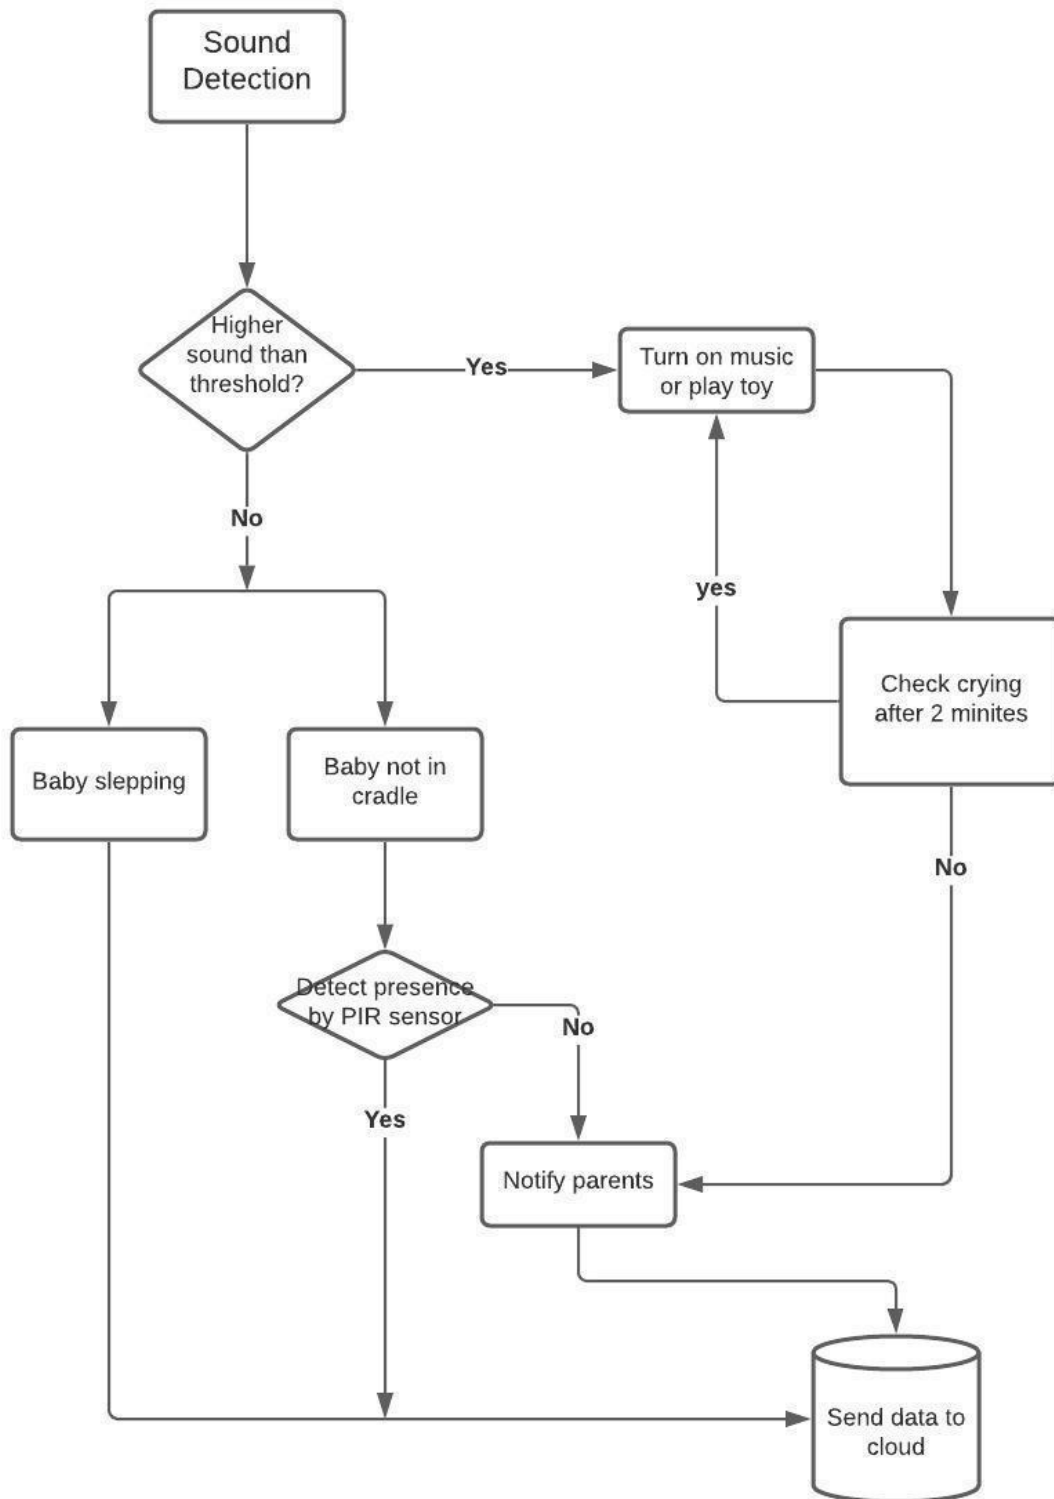 Sound
Detection
Higher
sound than
threshold?
Yes
Turn on music
or play toy
No
yes
Check crying
after 2 minites
Baby slepping
Baby not in
cradle
No
Detect presence
by PIR sensor
No
Yes
Notify parents
Send data to
cloud